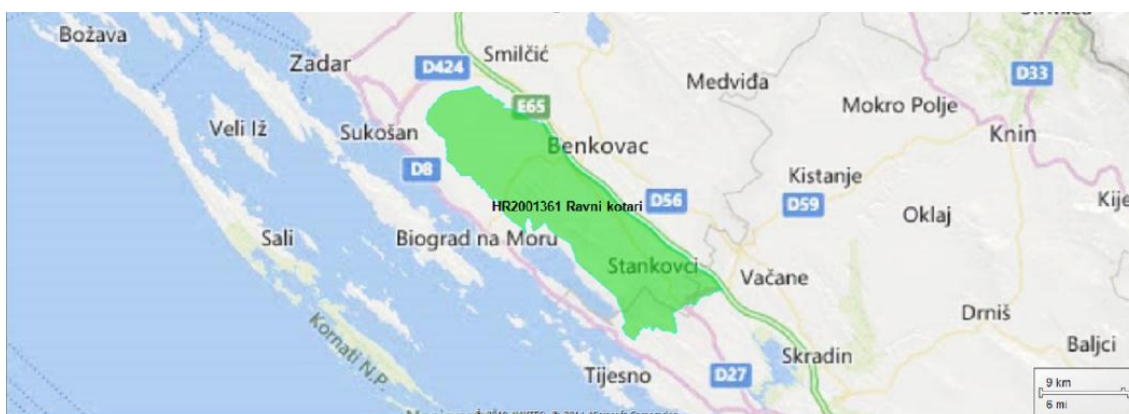 Božava
Zadar
D424
Smilčić
E65
Medviđa
D33
Mokro Polje
Knin
Veli Iž
Sukošan
D8
Benkovac
Kistanje
Kije
HR2001361 Ravni kotari
D56
D59
Oklaj
Sali
Biograd na Moru
Stankovci
Vačane
Kornati N.P.
Drniš
Baljci
Skradin
Tijesno
D27
9 km
6 mi